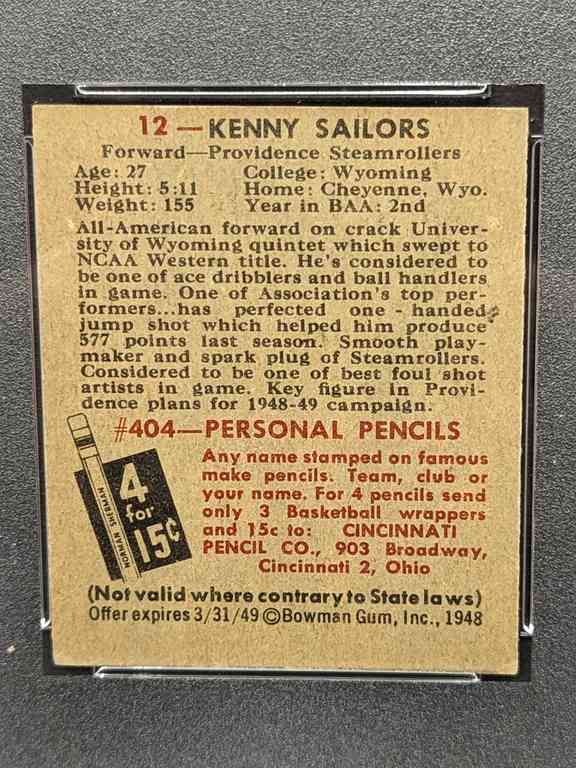 12—KENNY SAILORS
Forward—Providence Steamrollers
Age: 27 College: Wyoming
Height: 5:11 Home: Cheyenne, Wyo.
Weight: 155 Year in BAA: 2nd
All-American forward on crack Univer-
sity of Wyoming quintet which swept to
NCAA Western title. He's considered to
be one of ace dribblers and ball handlers
in game. One of Association's top per-
formers...has perfected one - handed
jump shot which helped him produce
577 points last season. Smooth play-
maker and spark plug of Steamrollers.
Considered to be one of best foul shot
artists in game. Key figure in Provi-
dence plans for 1948-49 campaign.
#404—PERSONAL PENCILS
Any name stamped on famous
make pencils. Team, club or
your name. For 4 pencils send
only 3 Basketball wrappers
and 15c to: CINCINNATI
PENCIL CO., 903 Broadway,
Cincinnati 2, Ohio
NORMAN SHERMAN
4
for
15¢
(Not valid where contrary to State laws)
Offer expires 3/31/49 ©Bowman Gum, Inc., 1948